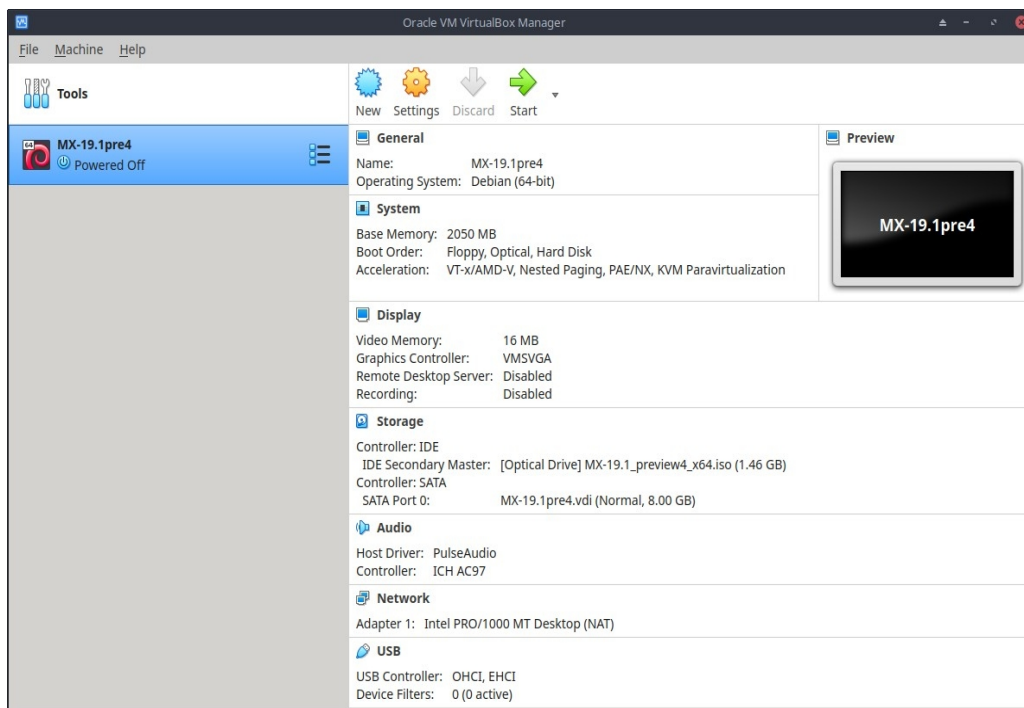 Oracle VM VirtualBox Manager
File Machine Help
Tools
New Settings Discard Start
64
MX-19.1pre4
Powered Off
General
Name: MX-19.1pre4
Operating System: Debian (64-bit)
Preview
MX-19.1pre4
System
Base Memory: 2050 MB
Boot Order: Floppy, Optical, Hard Disk
Acceleration: VT-x/AMD-V, Nested Paging, PAE/NX, KVM Paravirtualization
Display
Video Memory: 16 MB
Graphics Controller: VMSVGA
Remote Desktop Server: Disabled
Recording: Disabled
Storage
Controller: IDE
IDE Secondary Master: [Optical Drive] MX-19.1_preview4_x64.iso (1.46 GB)
Controller: SATA
SATA Port 0: MX-19.1pre4.vdi (Normal, 8.00 GB)
Audio
Host Driver: PulseAudio
Controller: ICH AC97
Network
Adapter 1: Intel PRO/1000 MT Desktop (NAT)
USB
USB Controller: OHCI, EHCI
Device Filters: 0 (0 active)